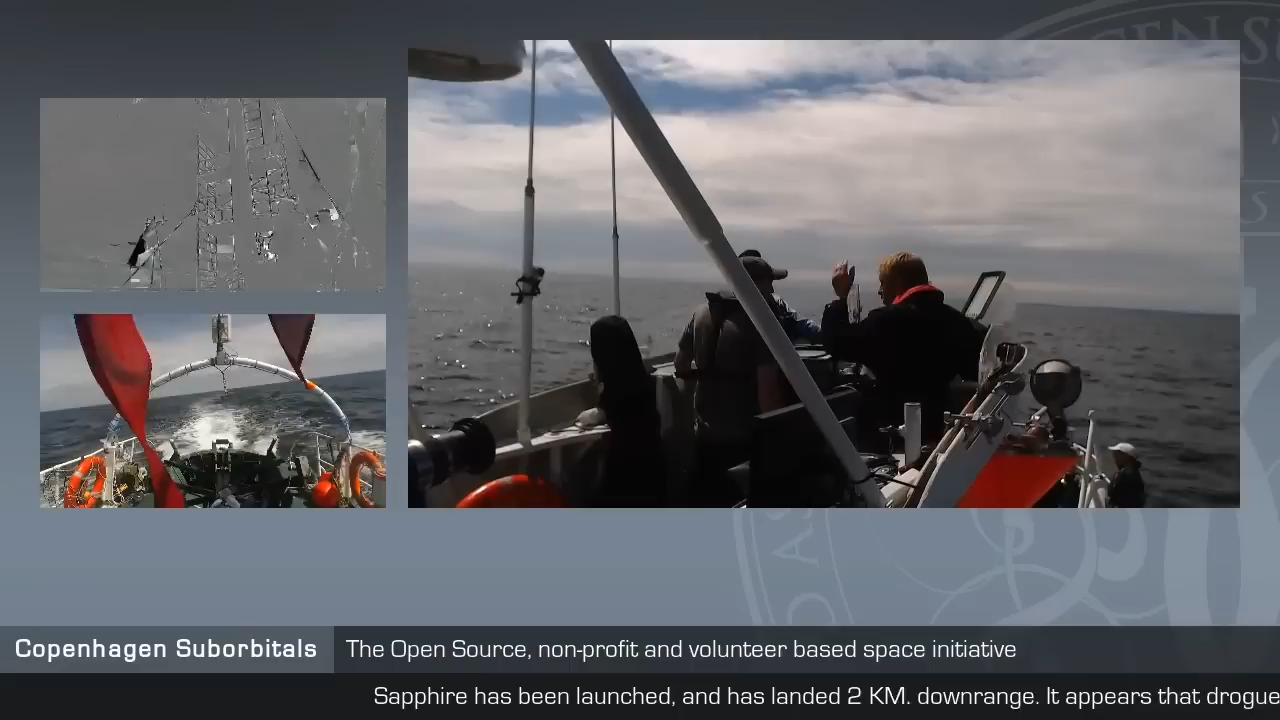 Copenhagen Suborbitals
The Open Source, non-profit and volunteer based space initiative
Sapphire has been launched, and has landed 2 KM. downrange. It appears that drogue